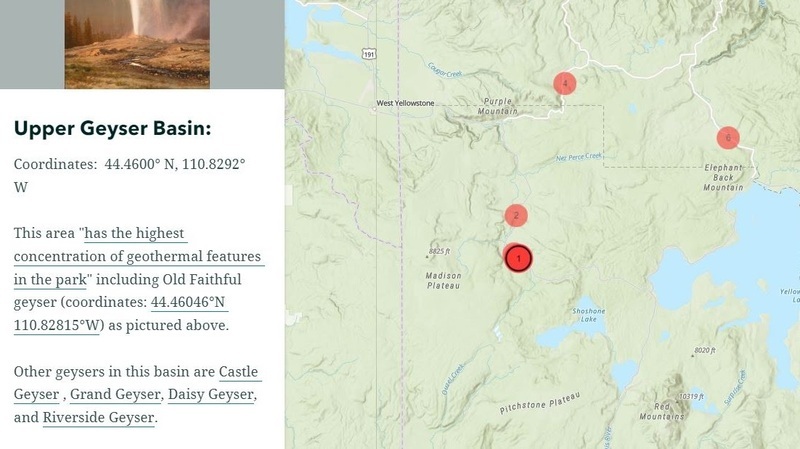 Upper Geyser Basin:
Coordinates: 44.4600° N, 110.8292°
W
This area "has the highest
concentration of geothermal features
in the park" including Old Faithful
geyser (coordinates: 44.46046°N
110.82815°W) as pictured above.
Other geysers in this basin are Castle
Geyser , Grand Geyser, Daisy Geyser,
and Riverside Geyser.
191
Cougar Creek
4
West Yellowstone
Purple
Mountain
6
Nez Perce Creek
Elephant
Back
Mountain
2
8825 ft
1
Madison
Plateau
Shoshone
Lake
8020 ft
10319 ft
Pitchstone Plateau
Red
Mountains